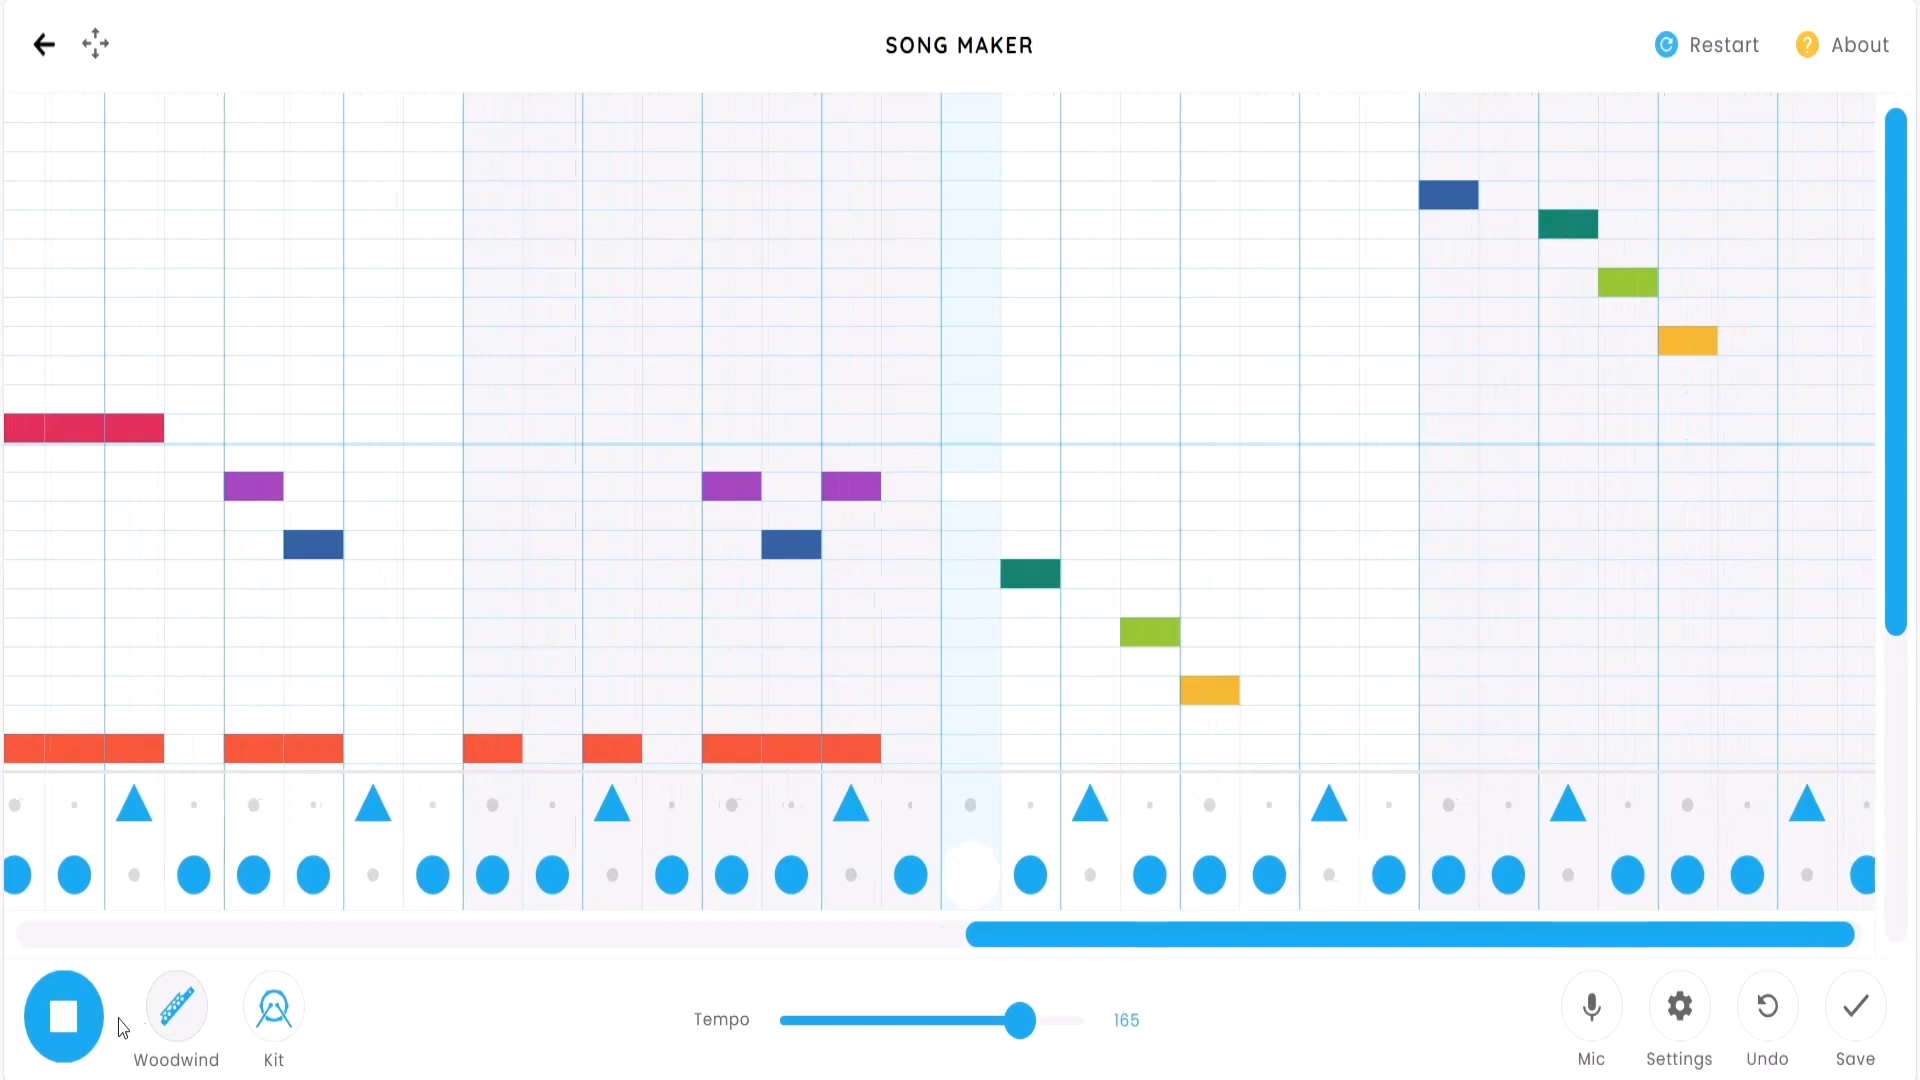 SONG MAKER
Restart
About
Tempo
165
Woodwind
Kit
Mic
Settings
Undo
Save